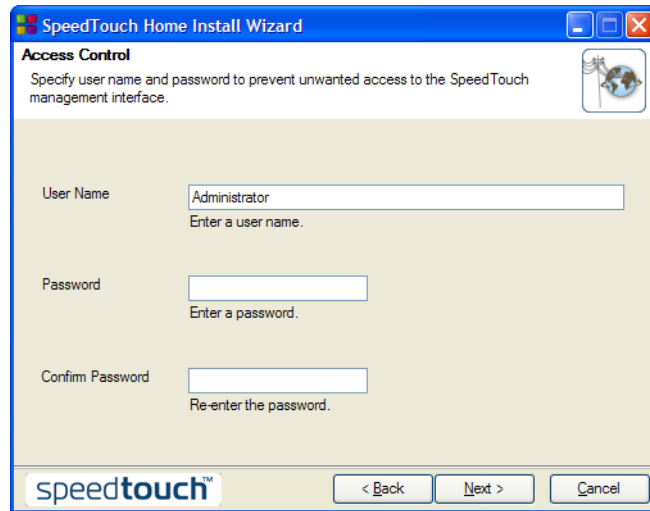 SpeedTouch Home Install Wizard
Access Control
Specify user name and password to prevent unwanted access to the SpeedTouch
management interface.
User Name
Administrator
Enter a user name.
Password
Enter a password.
Confirm Password
Re-enter the password.
speedtouch™
< Back
Next >
Cancel